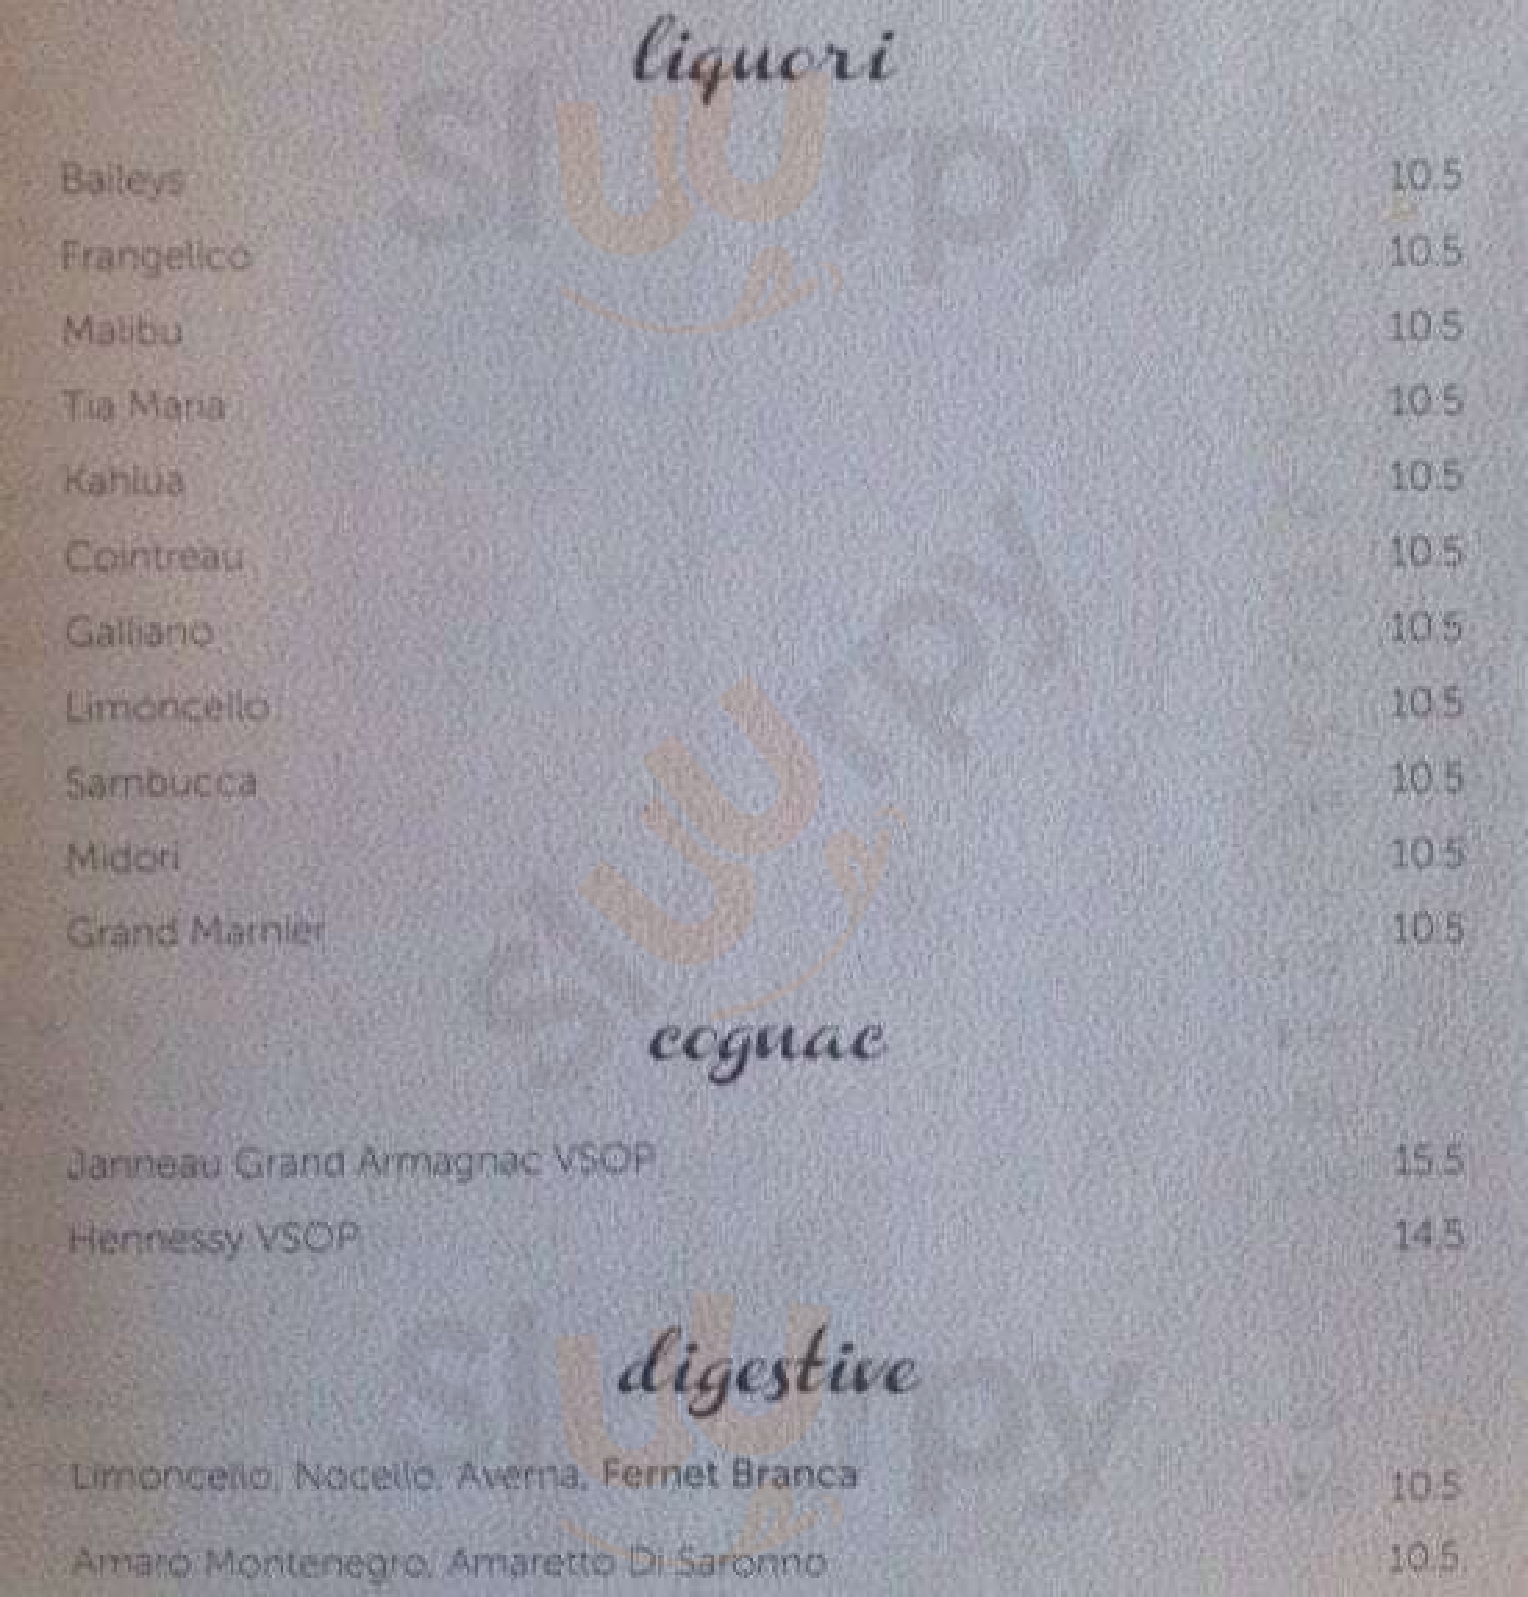 liquori
Baileys 10.5
Frangelico 10.5
Malibu 10.5
Tia Maria 10.5
Kahlua 10.5
Cointreau 10.5
Galliano 10.5
Limoncello 10.5
Sambucca 10.5
Midori 10.5
Grand Marnier 10.5
cognac
Janneau Grand Armagnac VSOP 15.5
Hennessy VSOP 14.5
digestive
Limoncello, Nocello, Averna, Fernet Branca 10.5
Amaro Montenegro, Amaretto Di Saronno 10.5
sluurpy
sluurpy
sluurpy